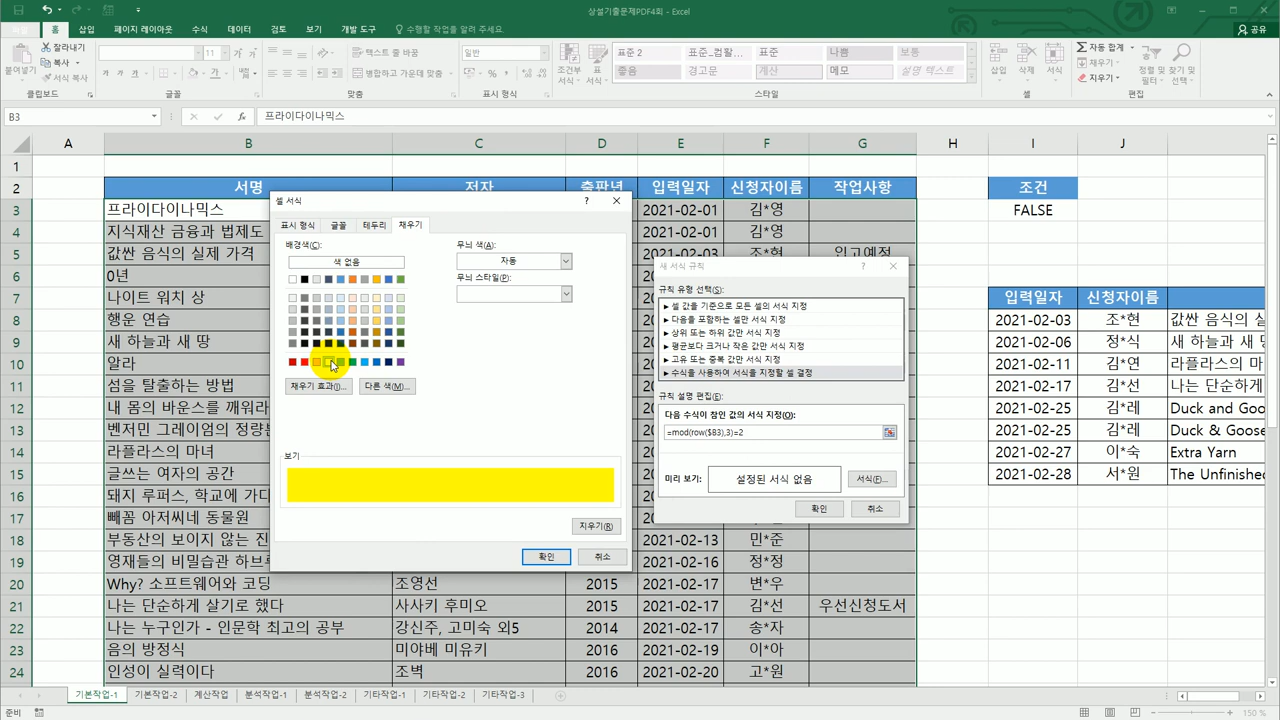 상설기출문제PDF4회 - Excel
파일 홈 삽입 페이지 레이아웃 수식 데이터 검토 보기 개발 도구 수행할 작업을 알려 주세요. 공유
붙여넣기 잘라내기 복사 서식 복사 클립보드
11 가 가 가 가 글꼴
텍스트 줄 바꿈 병합하고 가운데 맞춤 맞춤
일반 표시 형식
조건부 서식 표 서식 표준 2 표준_컴활... 표준 나쁨 보통
좋음 경고문 계산 메모 설명 텍스트 스타일
삽입 삭제 서식 셀
자동 합계 채우기 지우기 정렬 및 필터 찾기 및 선택 편집
B3 fx 프라이다이나믹스
A B C D E F G H I J
1
2 서명 저자 출판년 입력일자 신청자이름 작업사항 조건
3 프라이다이나믹스 2021-02-01 김*영 FALSE
4 지식재산 금융과 법제도 김*영
5 값싼 음식의 실제 가격 조*현 입고예정
6 0년
7 나이트 워치 상 입력일자 신청자이름
8 행운 연습 2021-02-03 조*현 값싼 음식의 실
9 새 하늘과 새 땅 2021-02-06 정*식 새 하늘과 새 땅
10 알라 2021-02-11 김*연 라플라스의 마녀
11 섬을 탈출하는 방법 2021-02-17 김*선 나는 단순하게
12 내 몸의 바운스를 깨워라 2021-02-25 김*레 Duck and Goo
13 벤저민 그레이엄의 정량분 2021-02-25 김*레 Duck & Goose
14 라플라스의 마녀 2021-02-27 이*숙 Extra Yarn
15 글쓰는 여자의 공간 2021-02-28 서*원 The Unfinished
16 돼지 루퍼스, 학교에 가다
17 빼꼼 아저씨네 동물원
18 부동산의 보이지 않는 진 2021-02-13 민*준
19 영재들의 비밀습관 하브루 2021-02-16 정*정
20 Why? 소프트웨어와 코딩 조영선 2015 2021-02-17 변*우
21 나는 단순하게 살기로 했다 사사키 후미오 2015 2021-02-17 김*선 우선신청도서
22 나는 누구인가 - 인문학 최고의 공부 강신주, 고미숙 외5 2014 2021-02-17 송*자
23 음의 방정식 미야베 미유키 2016 2021-02-19 이*아
24 인성이 실력이다 조벽 2016 2021-02-20 고*원
셀 서식 ?
표시 형식 글꼴 테두리 채우기
배경색(C):
색 없음
무늬 색(A):
자동
무늬 스타일(P):
채우기 효과(I)... 다른 색(M)...
보기
지우기(R)
확인 취소
새 서식 규칙 ?
규칙 유형 선택(S):
► 셀 값을 기준으로 모든 셀의 서식 지정
► 다음을 포함하는 셀만 서식 지정
► 상위 또는 하위 값만 서식 지정
► 평균보다 크거나 작은 값만 서식 지정
► 고유 또는 중복 값만 서식 지정
► 수식을 사용하여 서식을 지정할 셀 결정
규칙 설명 편집(E):
다음 수식이 참인 값의 서식 지정(O):
=mod(row($B3),3)=2
미리 보기: 설정된 서식 없음 서식(F)...
확인 취소
기본작업-1 기본작업-2 계산작업 분석작업-1 분석작업-2 기타작업-1 기타작업-2 기타작업-3
준비 150 %